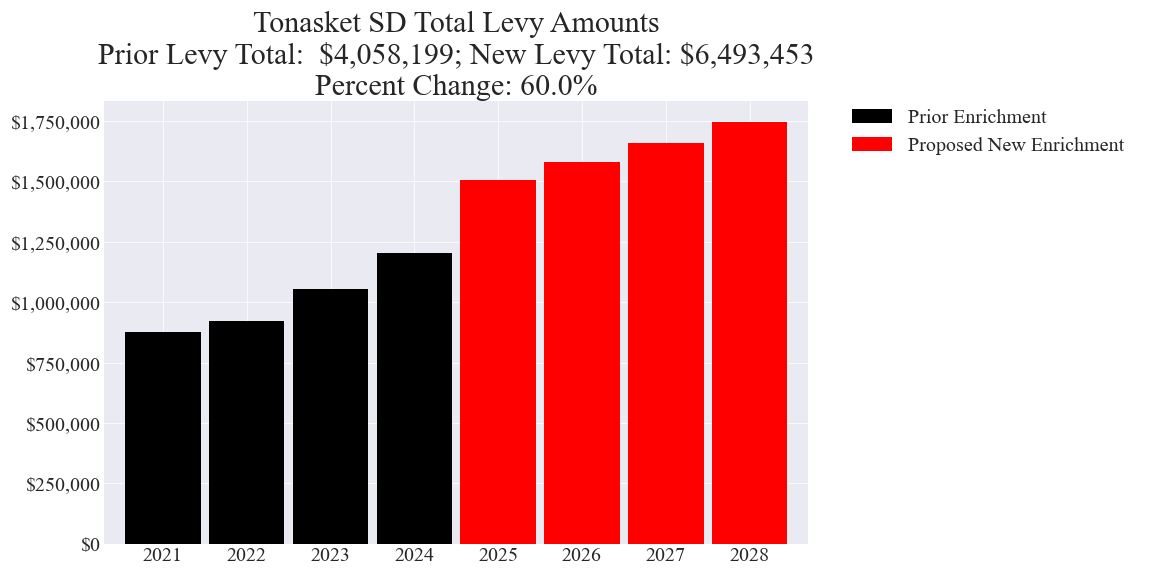 Tonasket SD Total Levy Amounts
Prior Levy Total:  $4,058,199; New Levy Total: $6,493,453
Percent Change: 60.0%
Prior Enrichment
Proposed New Enrichment
$1,750,000
$1,500,000
$1,250,000
$1,000,000
$750,000
$500,000
$250,000
$0
2021 2022 2023 2024 2025 2026 2027 2028